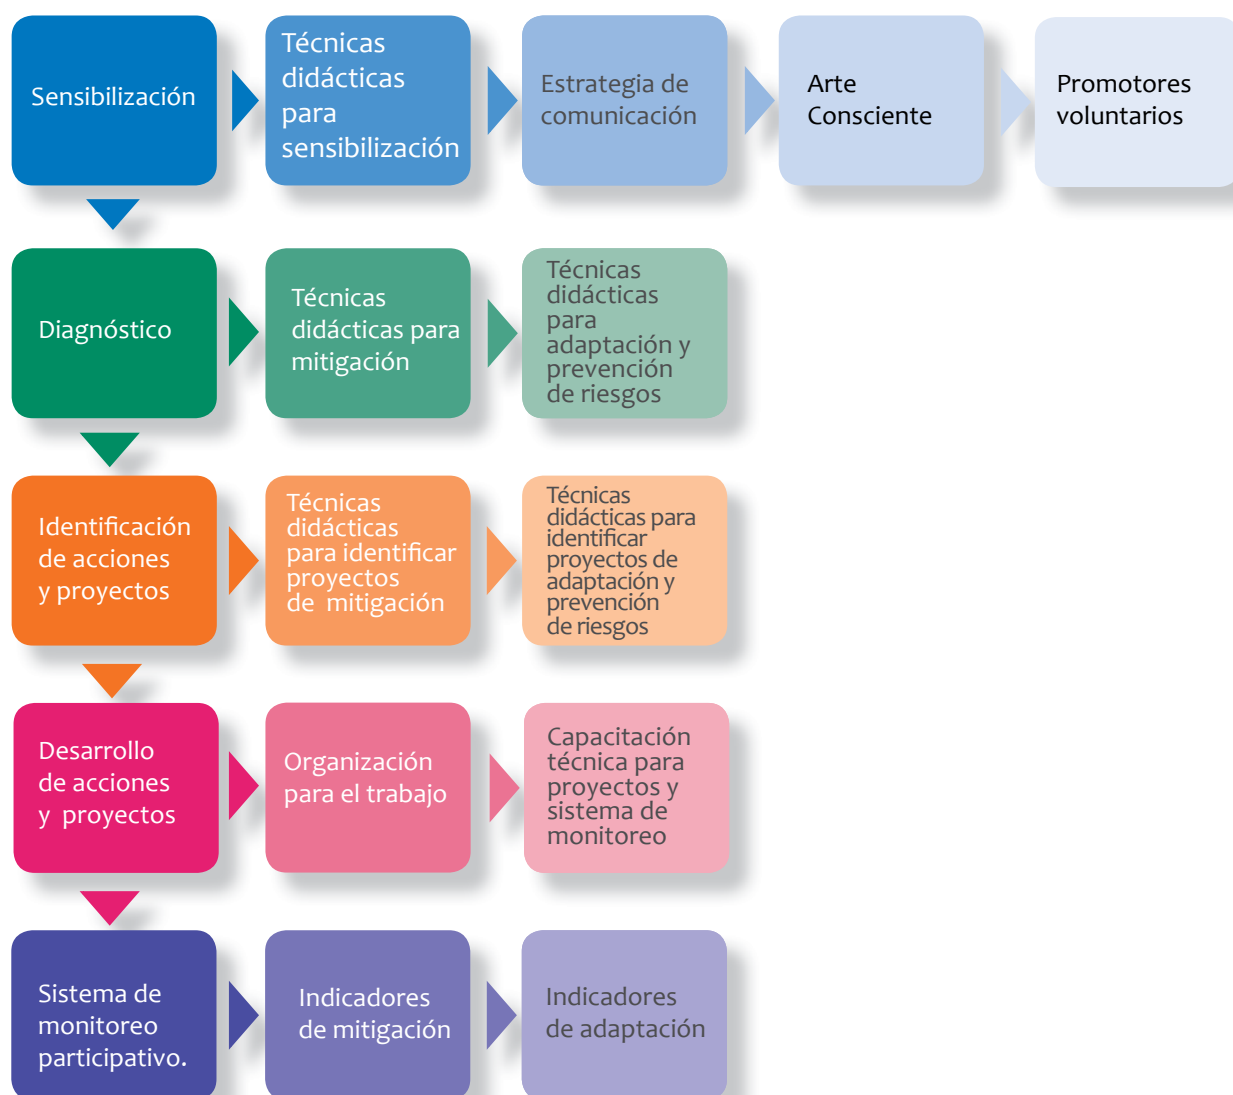 Sensibilización
Técnicas
didácticas
para
sensibilización
Estrategia de
comunicación
Arte
Consciente
Promotores
voluntarios
Diagnóstico
Técnicas
didácticas para
mitigación
Técnicas
didácticas
para
adaptación y
prevención
de riesgos
Identificación
de acciones
y proyectos
Técnicas
didácticas
para identificar
proyectos
de mitigación
Técnicas
didácticas para
identificar
proyectos de
adaptación y
prevención
de riesgos
Desarrollo
de acciones
y proyectos
Organización
para el trabajo
Capacitación
técnica para
proyectos y
sistema de
monitoreo
Sistema de
monitoreo
participativo.
Indicadores
de mitigación
Indicadores
de adaptación